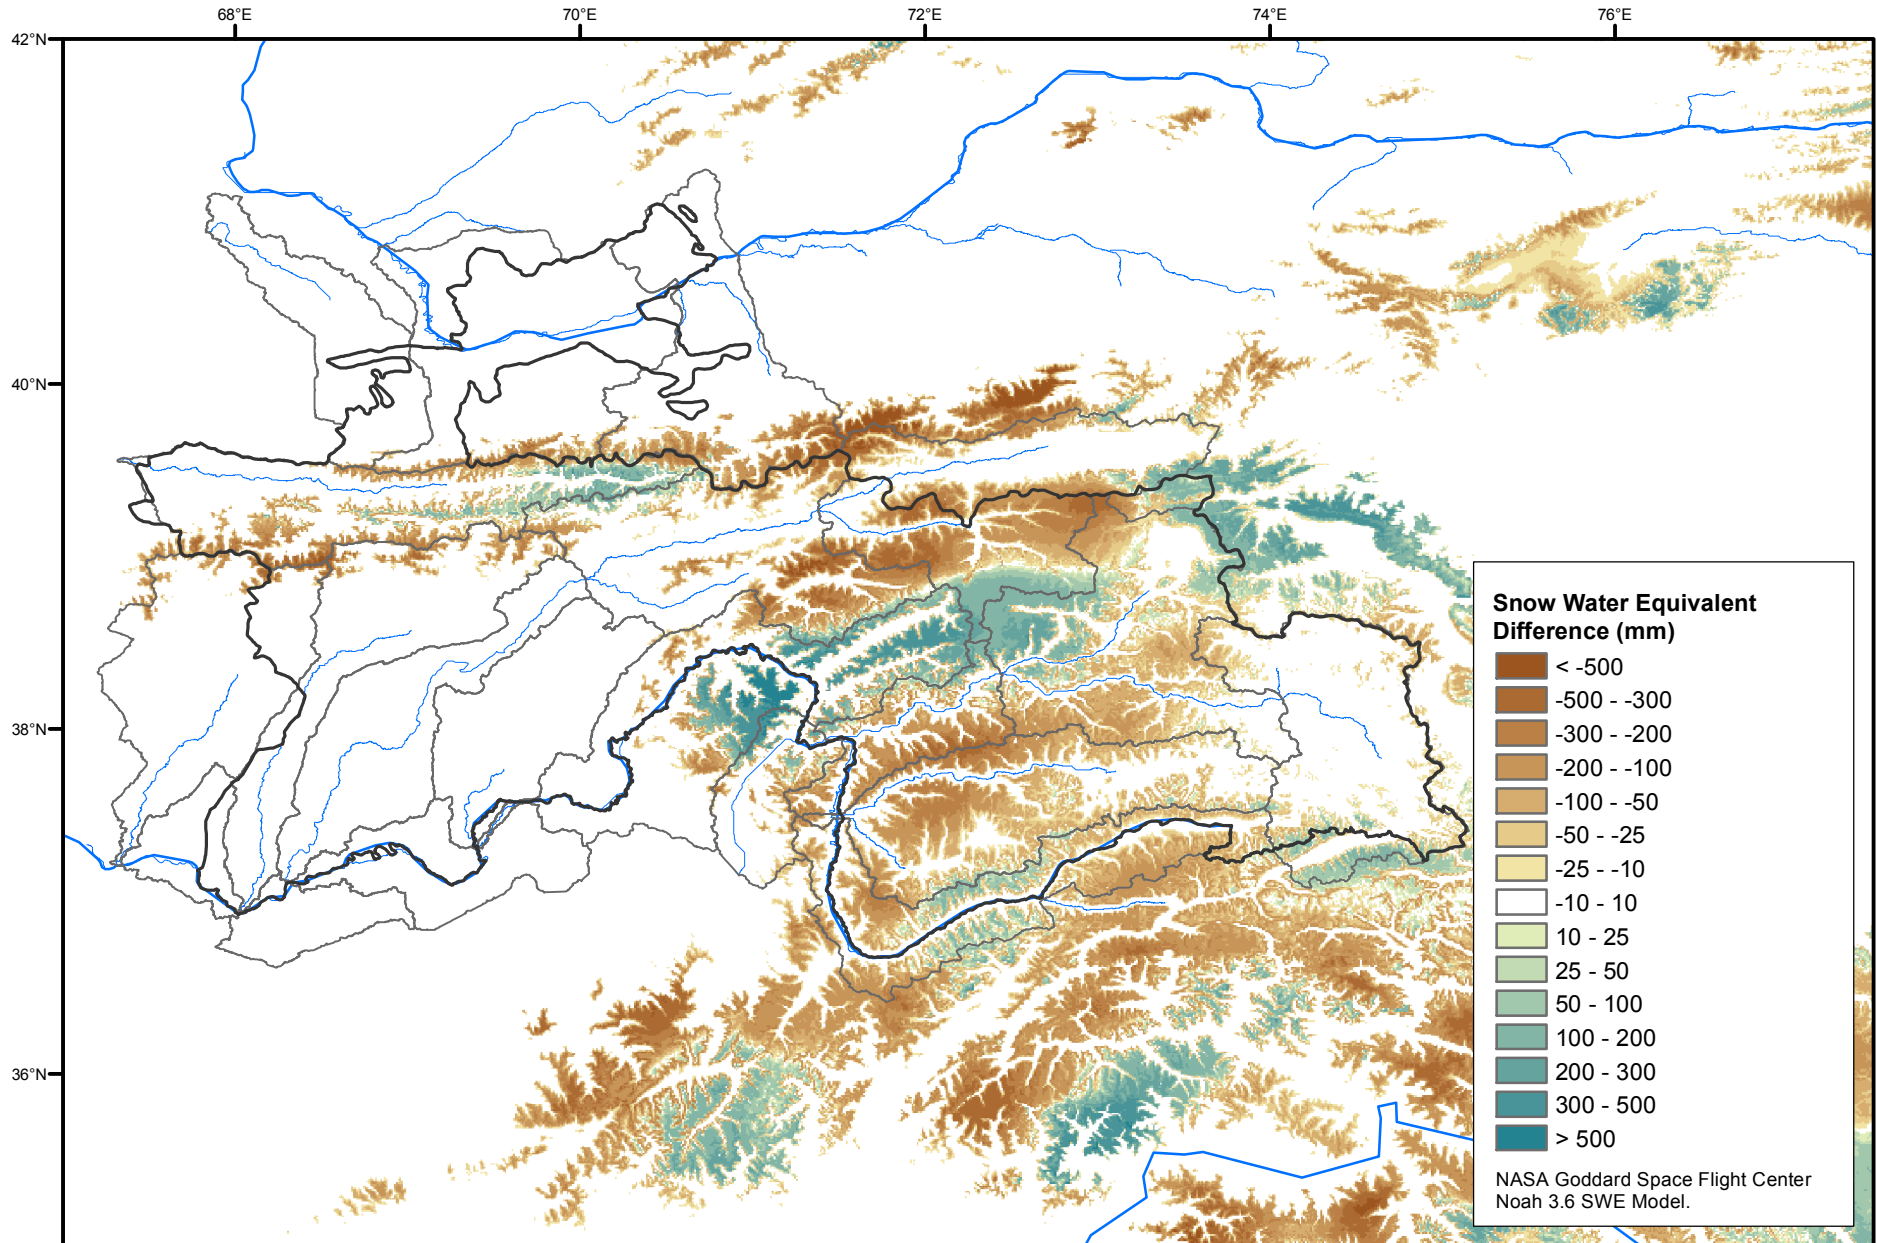 68°E 70°E 72°E 74°E 76°E
42°N
40°N
38°N
36°N
Snow Water Equivalent
Difference (mm)
< -500
-500 - -300
-300 - -200
-200 - -100
-100 - -50
-50 - -25
-25 - -10
-10 - 10
10 - 25
25 - 50
50 - 100
100 - 200
200 - 300
300 - 500
> 500
NASA Goddard Space Flight Center
Noah 3.6 SWE Model.